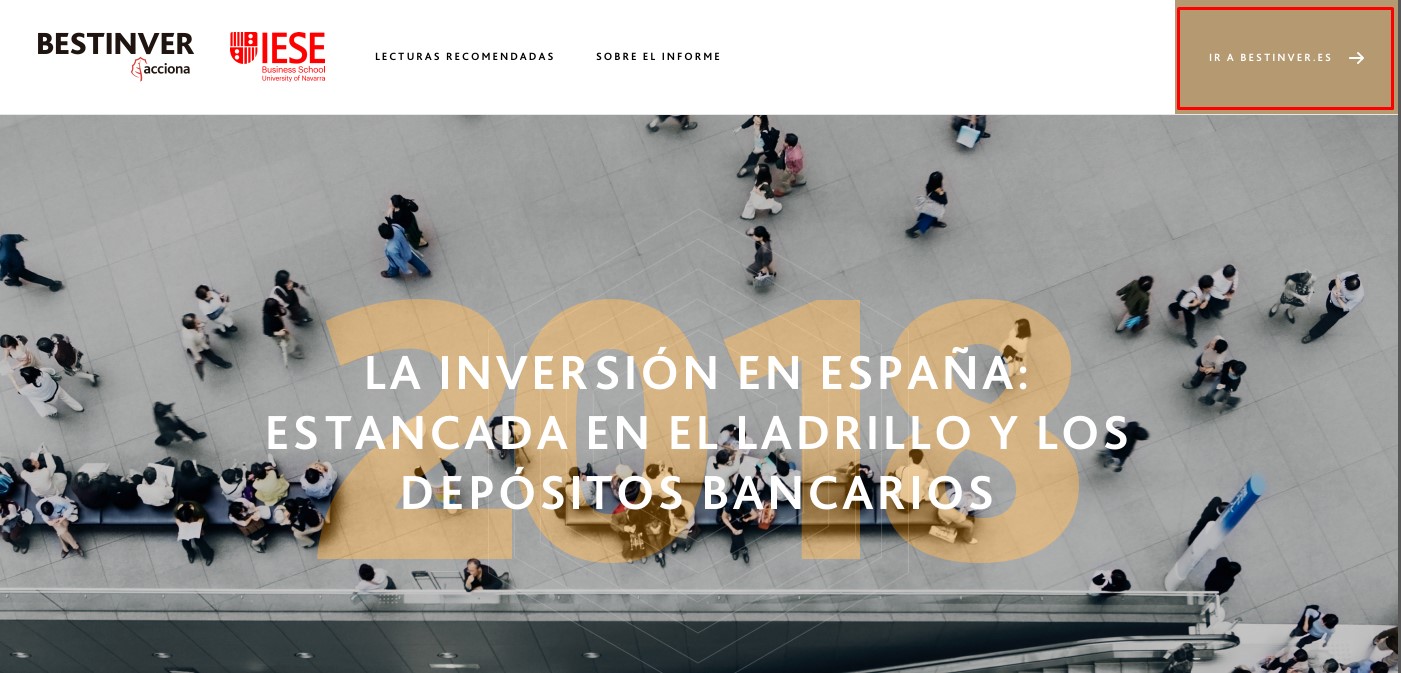 BESTINVER
acciona
IESE
Business School
University of Navarra
LECTURAS RECOMENDADAS
SOBRE EL INFORME
IR A BESTINVER.ES
2018
LA INVERSIÓN EN ESPAÑA:
ESTANCADA EN EL LADRILLO Y LOS
DEPÓSITOS BANCARIOS